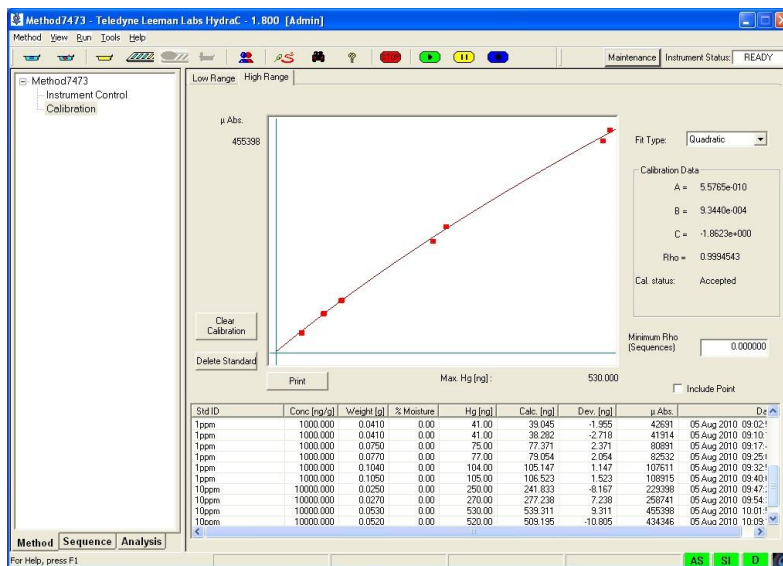 Method7473 - Teledyne Leeman Labs HydraC - 1.800 [Admin]
Method View Run Tools Help
STOP
Maintenance Instrument Status: READY
Method7473
Instrument Control
Calibration
Low Range High Range
µ Abs.
455398
Fit Type: Quadratic
Calibration Data
A = 5.5765e-010
B = 9.3440e-004
C = -1.8623e+000
Rho = 0.9994543
Cal. status: Accepted
Clear
Calibration
Delete Standard
Minimum Rho
(Sequences) 0.000000
Print Max. Hg [ng] : 530.000
Include Point
Std ID Conc [ng/g] Weight [g] % Moisture Hg [ng] Calc. [ng] Dev. [ng] µ Abs. Da
1ppm 1000.000 0.0410 0.00 41.00 39.045 -1.955 42691 05 Aug 2010 09:02:
1ppm 1000.000 0.0410 0.00 41.00 38.282 -2.718 41914 05 Aug 2010 09:10:
1ppm 1000.000 0.0750 0.00 75.00 77.371 2.371 80891 05 Aug 2010 09:17:
1ppm 1000.000 0.0770 0.00 77.00 79.054 2.054 82532 05 Aug 2010 09:25:
1ppm 1000.000 0.1040 0.00 104.00 105.147 1.147 107611 05 Aug 2010 09:32:
1ppm 1000.000 0.1050 0.00 105.00 106.523 1.523 108915 05 Aug 2010 09:40:
10ppm 10000.000 0.0250 0.00 250.00 241.833 -8.167 229398 05 Aug 2010 09:47:
10ppm 10000.000 0.0270 0.00 270.00 277.238 7.238 258741 05 Aug 2010 09:54:
10ppm 10000.000 0.0530 0.00 530.00 539.311 9.311 455398 05 Aug 2010 10:01:
10ppm 10000.000 0.0520 0.00 520.00 509.195 -10.805 434346 05 Aug 2010 10:09:
Method Sequence Analysis
For Help, press F1 AS SI D